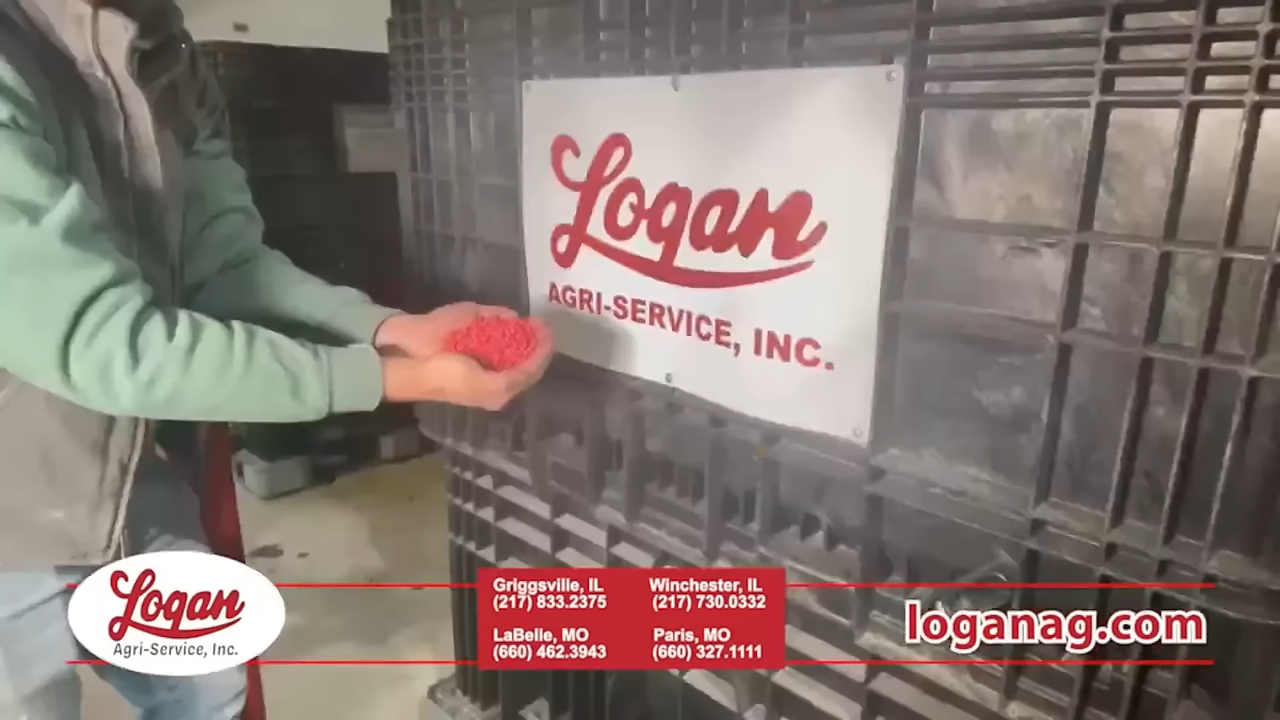 Logan
AGRI-SERVICE, INC.
Logan
Agri-Service, Inc.
Griggsville, IL
(217) 833.2375
Winchester, IL
(217) 730.0332
LaBelle, MO
(660) 462.3943
Paris, MO
(660) 327.1111
loganag.com